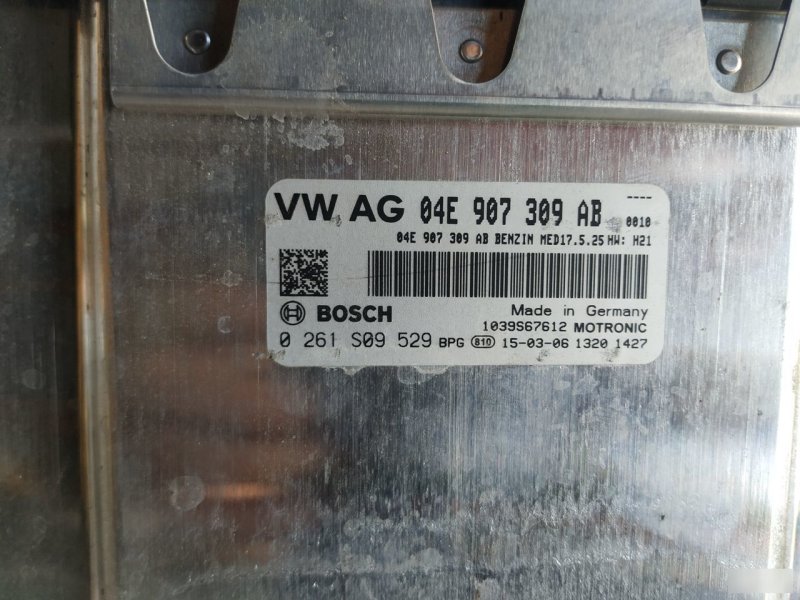 ----
VW AG 04E 907 309 AB 0010
04E 907 309 AB BENZIN MED17.5.25 HW: H21
BOSCH Made in Germany
1039S67612 MOTRONIC
0 261 S09 529 BPG 810 15-03-06 1320 1427